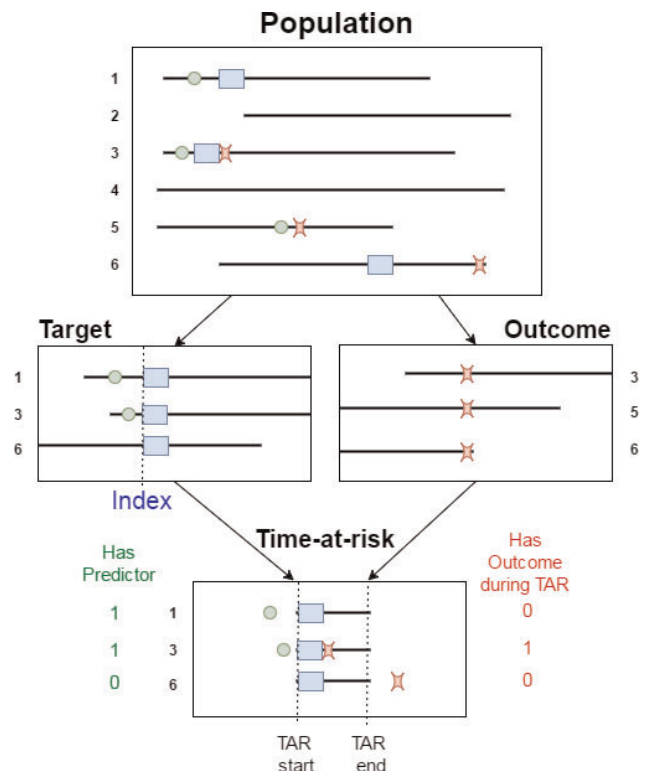 Population
1
2
3
4
5
6
Target
Outcome
1
3
6
3
5
6
Index
Time-at-risk
Has
Predictor
Has
Outcome
during TAR
1
1
0
1
3
6
0
1
0
TAR
start
TAR
end